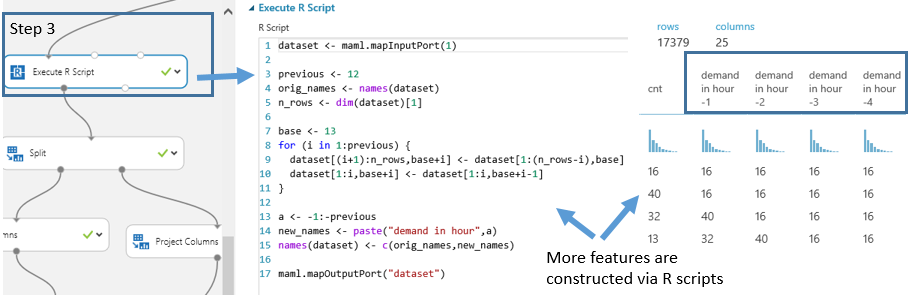 Step 3
Execute R Script
Split
mns
Project Columns
Execute R Script
R Script
1 dataset <- maml.mapInputPort(1)
2
3 previous <- 12
4 orig_names <- names(dataset)
5 n_rows <- dim(dataset)[1]
6
7 base <- 13
8 for (i in 1:previous) {
9 dataset[(i+1):n_rows,base+i] <- dataset[1:(n_rows-i),base]
10 dataset[1:i,base+i] <- dataset[1:i,base+i-1]
11 }
12
13 a <- -1:-previous
14 new_names <- paste("demand in hour",a)
15 names(dataset) <- c(orig_names,new_names)
16
17 maml.mapOutputPort("dataset")
rows columns
17379 25
cnt
demand in hour -1
demand in hour -2
demand in hour -3
demand in hour -4
16 16 16 16 16
40 16 16 16 16
32 40 16 16 16
13 32 40 16 16
More features are
constructed via R scripts